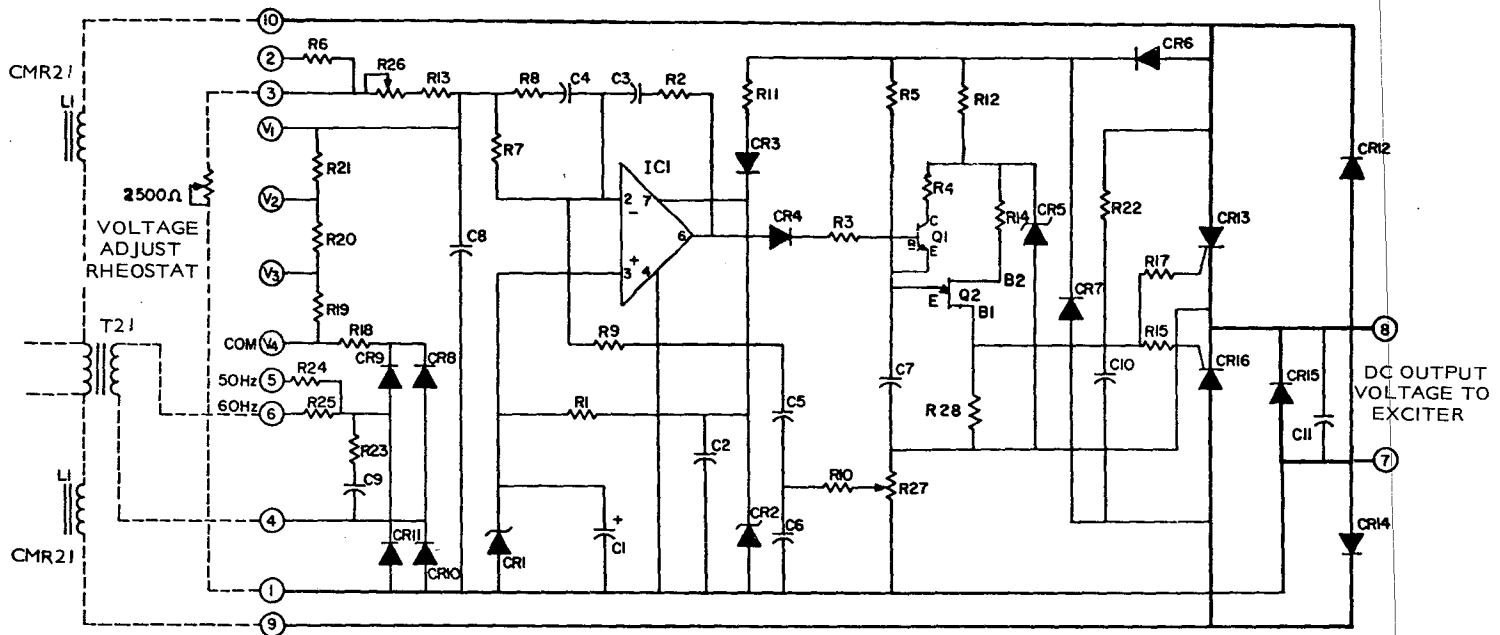 10
2
R6
CMR21
R26
R13
R8
C4
C3
R2
3
L1
V1
R11
R5
R12
CR6
R7
IC1
CR3
R21
2500Ω
V2
2
7
-
R4
C
CR5
R14
R22
CR12
VOLTAGE
ADJUST
RHEOSTAT
R20
C8
6
CR4
R3
B
Q1
E
CR13
V3
+
3
4
R17
R19
E
Q2
B2
B1
CR7
T21
COM
V4
R18
R9
R15
CR16
8
CR9
CR8
50Hz
5
R24
C7
C10
CR15
DC OUTPUT
VOLTAGE TO
EXCITER
60Hz
6
R25
R1
C5
R28
C11
R23
C2
7
L1
C9
R10
R27
4
CR11
CR1
+
C1
CR2
C6
CR14
CMR21
CR10
1
9